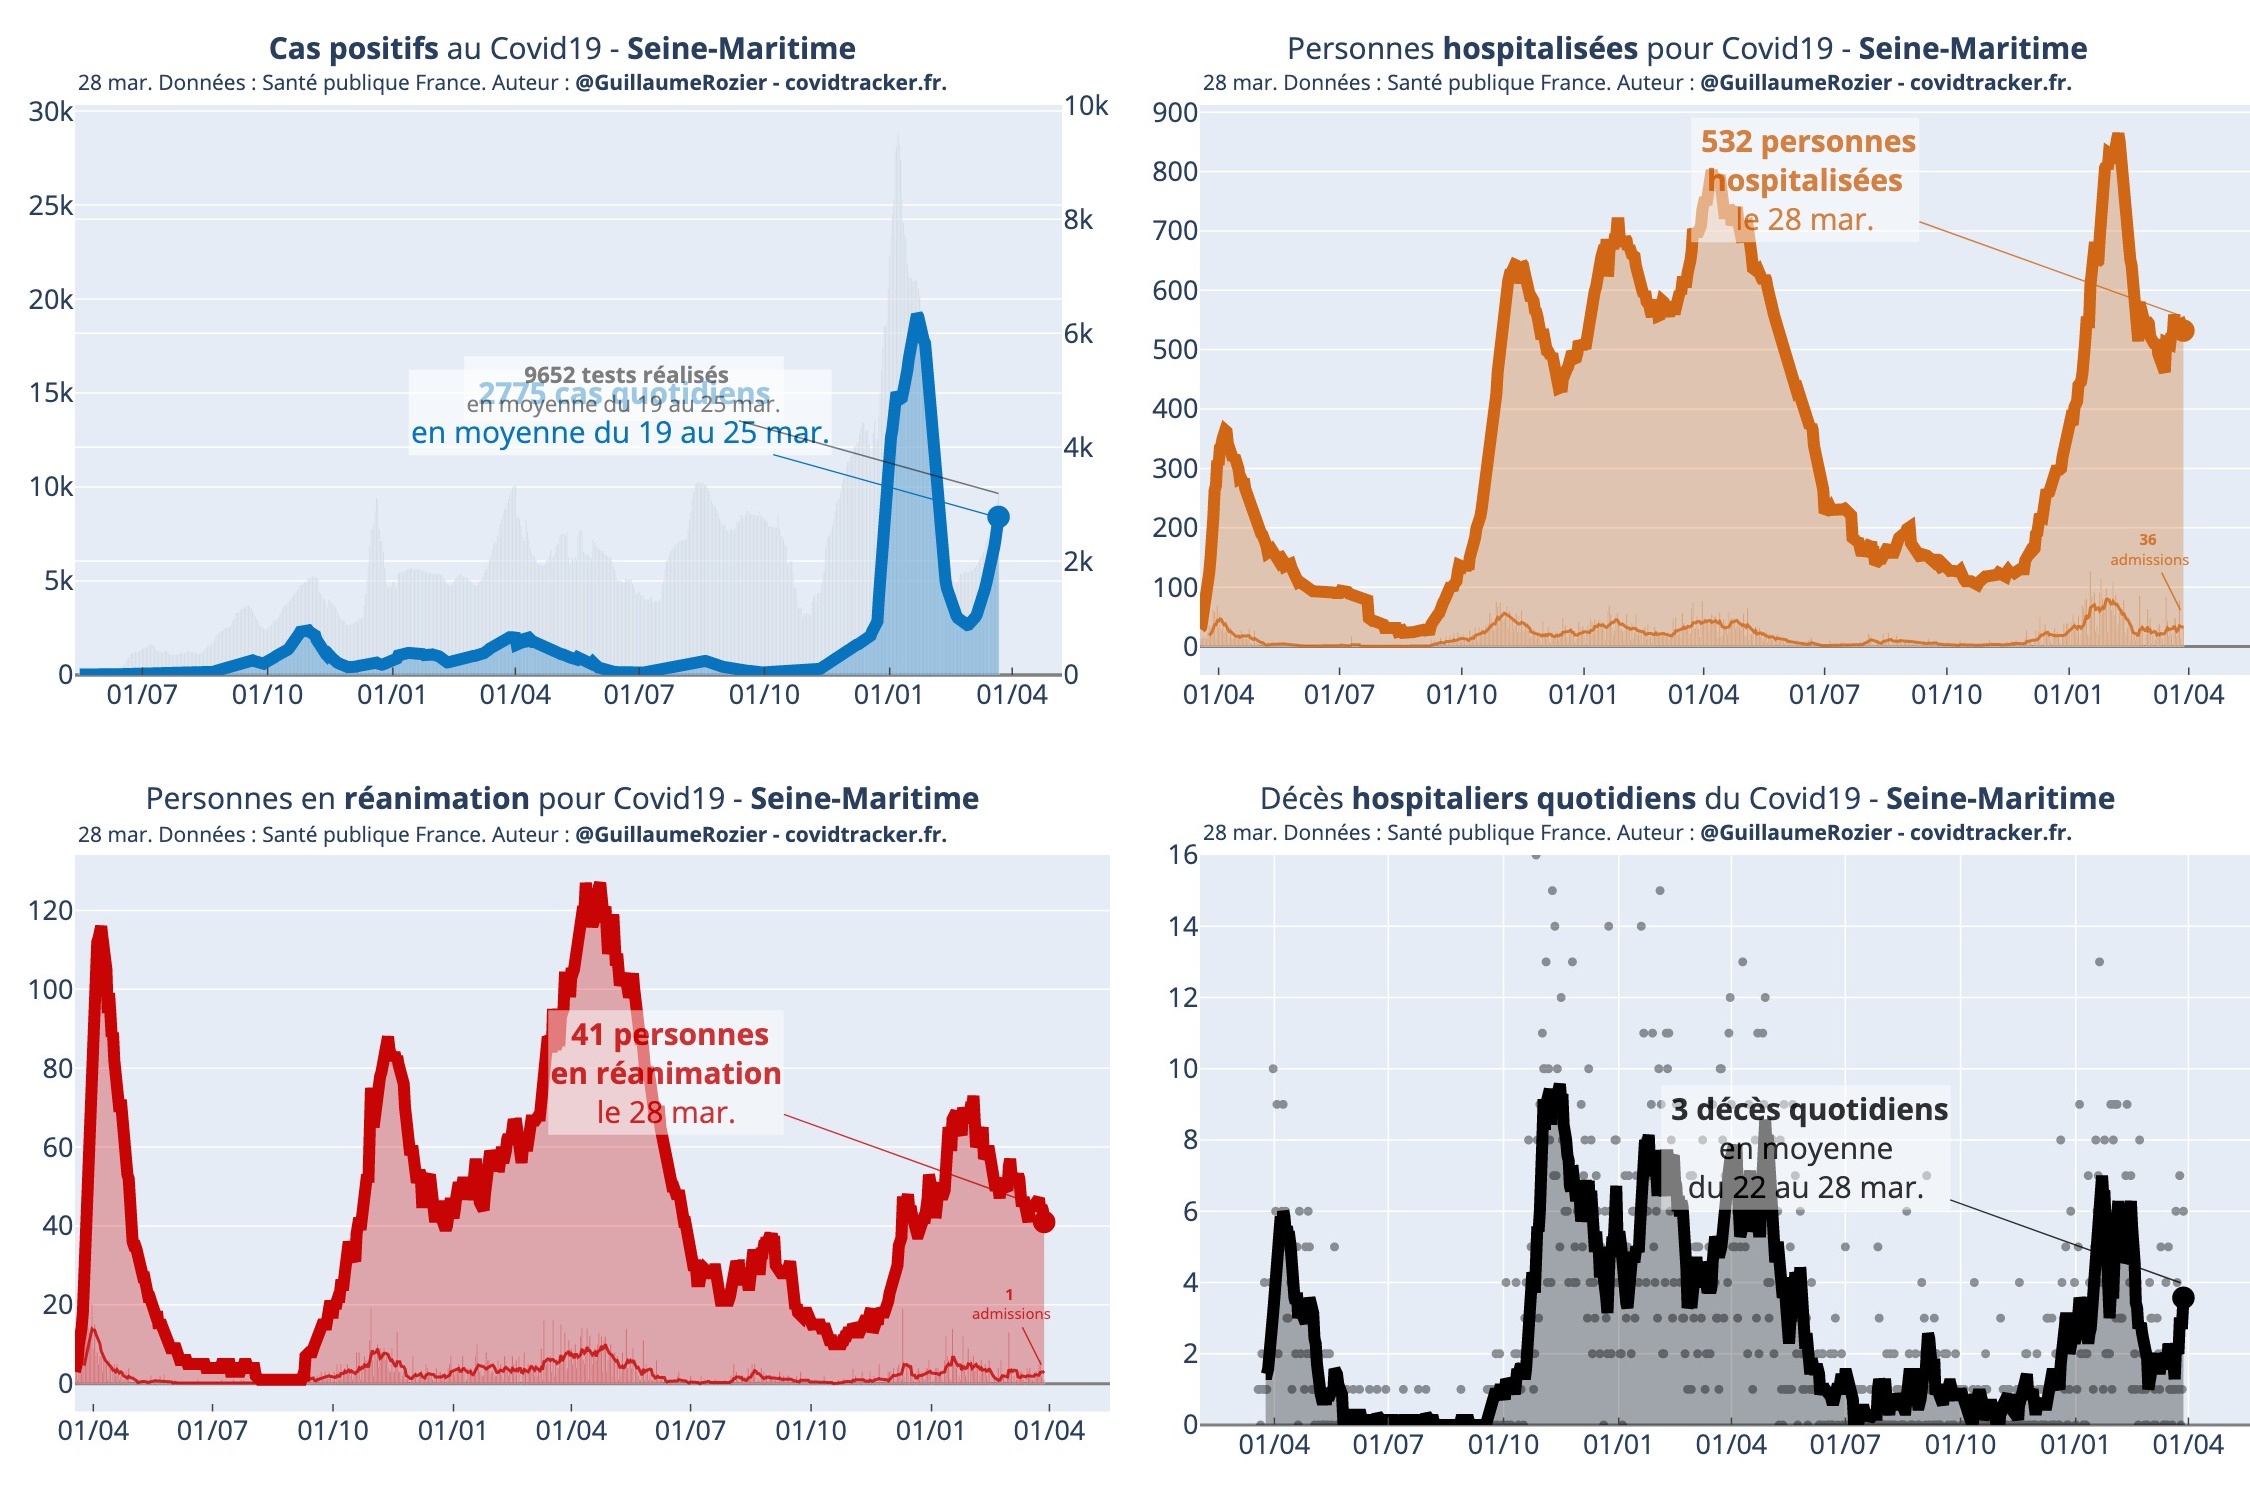 Cas positifs au Covid19 - Seine-Maritime
28 mar. Données : Santé publique France. Auteur : @GuillaumeRozier - covidtracker.fr.
30k
25k
20k
15k
10k
5k
0
10k
8k
6k
4k
2k
0
9652 tests réalisés
en moyenne du 19 au 25 mar.
2775 cas quotidiens
en moyenne du 19 au 25 mar.
01/07 01/10 01/01 01/04 01/07 01/10 01/01 01/04
Personnes hospitalisées pour Covid19 - Seine-Maritime
28 mar. Données : Santé publique France. Auteur : @GuillaumeRozier - covidtracker.fr.
900
800
700
600
500
400
300
200
100
0
532 personnes
hospitalisées
le 28 mar.
36
admissions
01/04 01/07 01/10 01/01 01/04 01/07 01/10 01/01 01/04
Personnes en réanimation pour Covid19 - Seine-Maritime
28 mar. Données : Santé publique France. Auteur : @GuillaumeRozier - covidtracker.fr.
120
100
80
60
40
20
0
41 personnes
en réanimation
le 28 mar.
1
admissions
01/04 01/07 01/10 01/01 01/04 01/07 01/10 01/01 01/04
Décès hospitaliers quotidiens du Covid19 - Seine-Maritime
28 mar. Données : Santé publique France. Auteur : @GuillaumeRozier - covidtracker.fr.
16
14
12
10
8
6
4
2
0
3 décès quotidiens
en moyenne
du 22 au 28 mar.
01/04 01/07 01/10 01/01 01/04 01/07 01/10 01/01 01/04